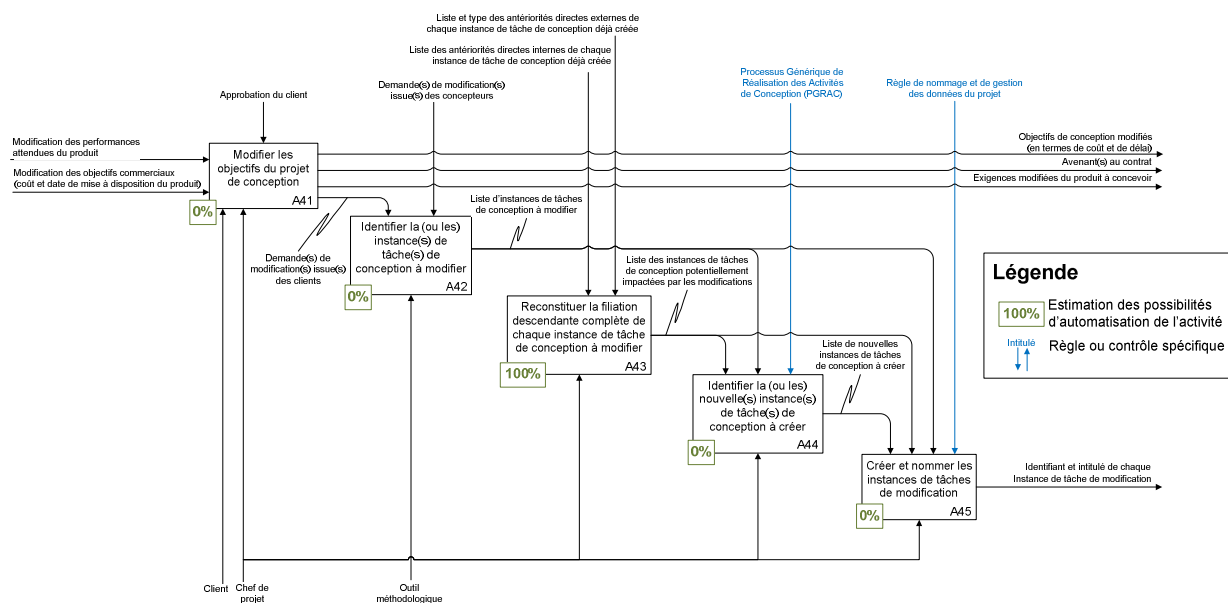 Liste et type des antériorités directes externes de
chaque instance de tâche de conception déjà créée
Liste des antériorités directes internes de chaque
instance de tâche de conception déjà créée
Demande(s) de modification(s)
issue(s) des concepteurs
Processus Générique de
Réalisation des Activités
de Conception (PGRAC)
Règle de nommage et de gestion
des données du projet
Approbation du client
Modification des performances
attendues du produit
Modification des objectifs commerciaux
(coût et date de mise à disposition du produit)
Modifier les
objectifs du projet
de conception
A41
0%
Objectifs de conception modifiés
(en termes de coût et de délai)
Avenant(s) au contrat
Exigences modifiées du produit à concevoir
Demande(s) de
modification(s) issue(s)
des clients
Liste d'instances de tâches
de conception à modifier
Identifier la (ou les)
instance(s) de
tâche(s) de
conception à modifier
A42
0%
Liste des instances de tâches
de conception potentiellement
impactées par les modifications
Reconstituer la filiation
descendante complète de
chaque instance de tâche
de conception à modifier
A43
100%
Liste de nouvelles
instances de tâches
de conception à créer
Identifier la (ou les)
nouvelle(s) instance(s)
de tâche(s) de
conception à créer
A44
0%
Créer et nommer les
instances de tâches
de modification
A45
0%
Identifiant et intitulé de chaque
Instance de tâche de modification
Légende
100%
Estimation des possibilités
d'automatisation de l'activité
Intitulé
Règle ou contrôle spécifique
Client
Chef de
projet
Outil
méthodologique